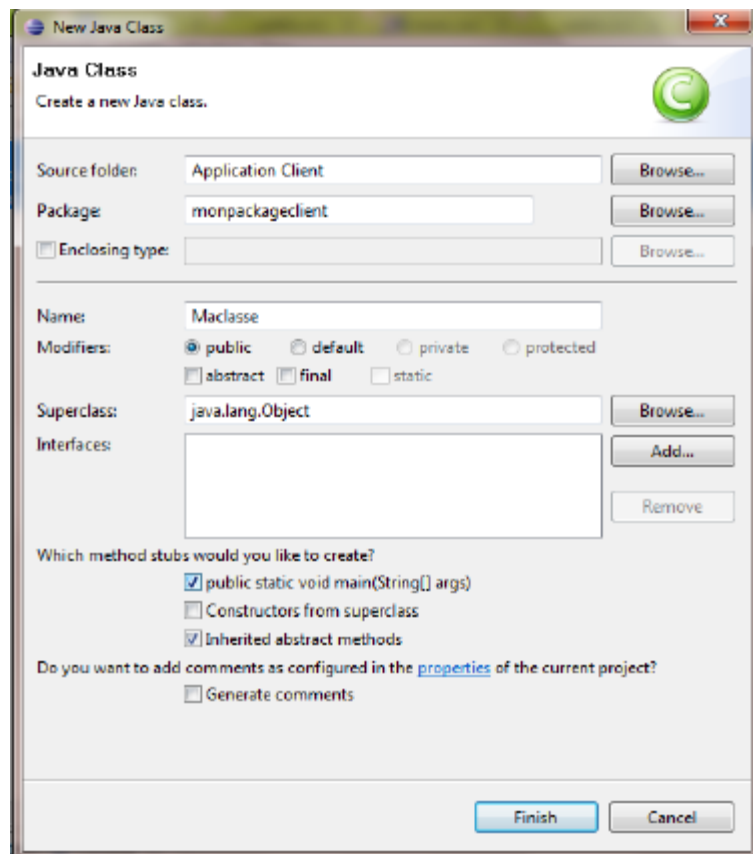 New Java Class
Java Class
Create a new Java class.
Source folder: Application Client Browse...
Package: monpackageclient Browse...
Enclosing type: Browse...
Name: Maclasse
Modifiers: public default private protected
abstract final static
Superclass: java.lang.Object Browse...
Interfaces: Add...
Remove
Which method stubs would you like to create?
public static void main(String[] args)
Constructors from superclass
Inherited abstract methods
Do you want to add comments as configured in the properties of the current project?
Generate comments
Finish Cancel